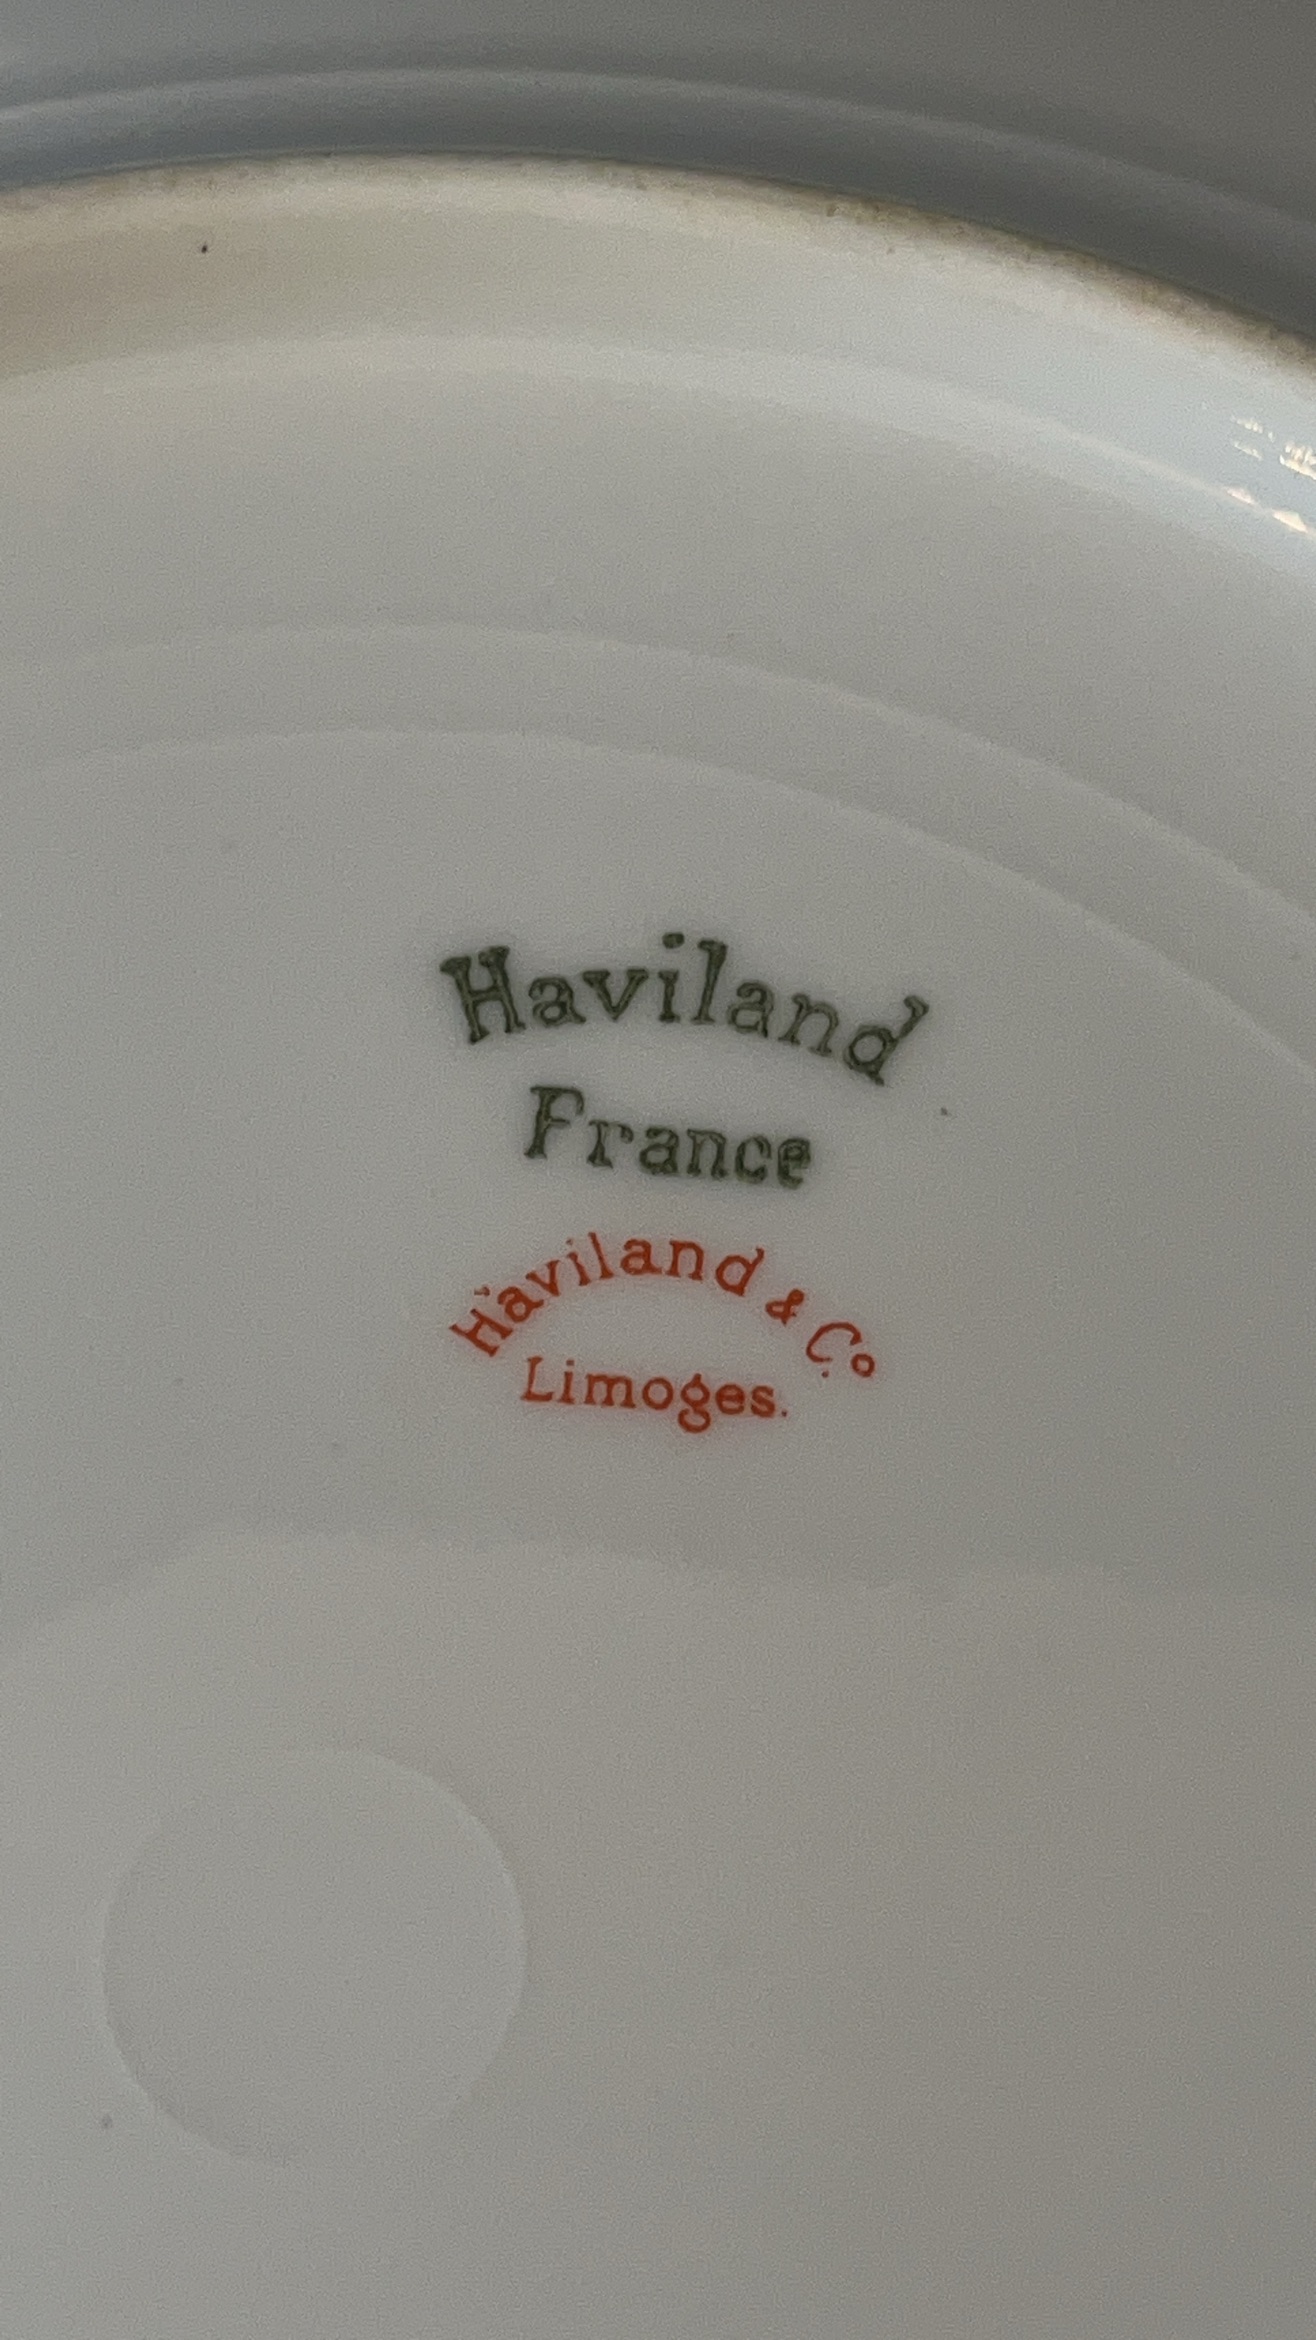 Haviland
France
Haviland & Co
Limoges.